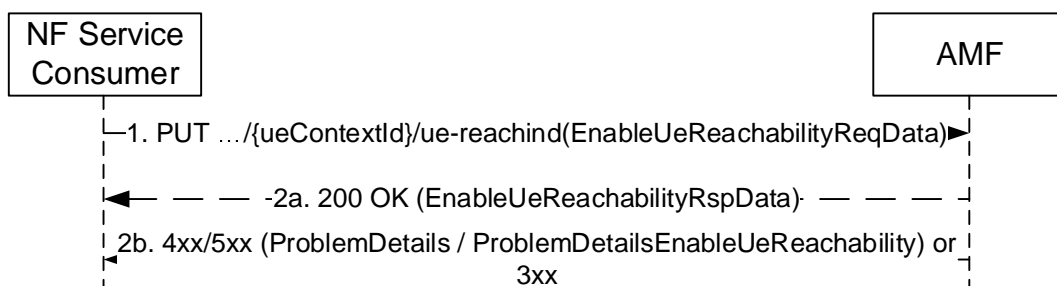 NF Service
Consumer
AMF
1. PUT …/{ueContextId}/ue-reachind(EnableUeReachabilityReqData)
2a. 200 OK (EnableUeReachabilityRspData)
2b. 4xx/5xx (ProblemDetails / ProblemDetailsEnableUeReachability) or
3xx